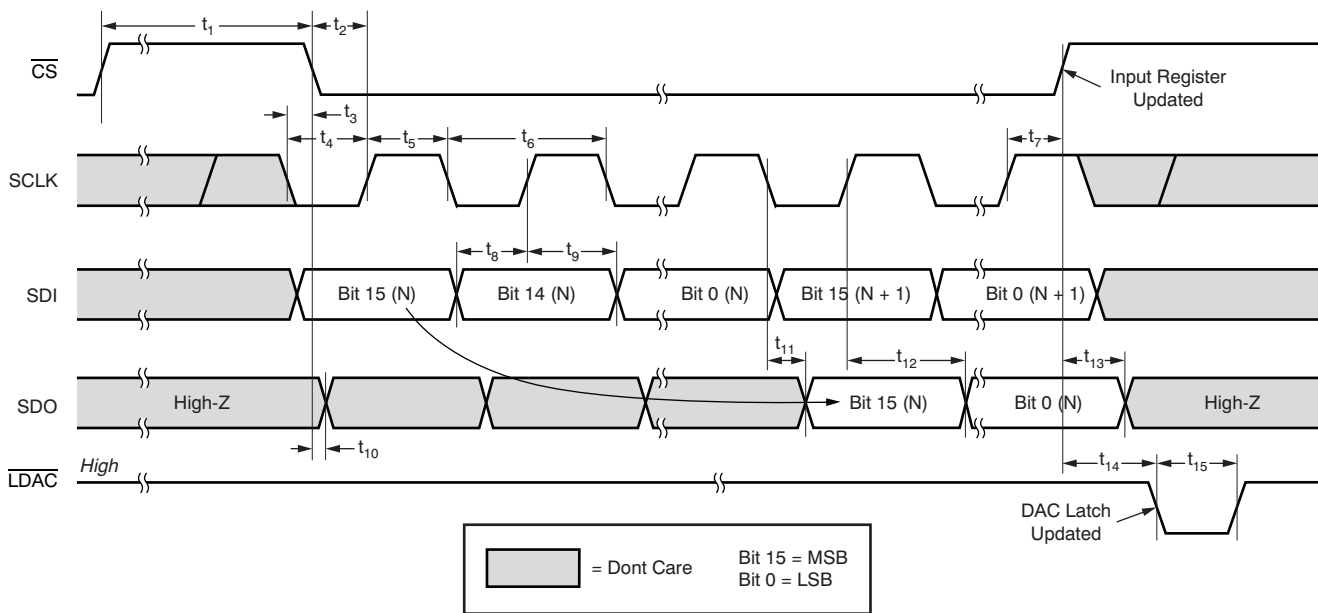 t1
t2
CS
Input Register
Updated
t3
t4
t5
t6
t7
SCLK
t8
t9
SDI
Bit 15 (N)
Bit 14 (N)
Bit 0 (N)
Bit 15 (N + 1)
Bit 0 (N + 1)
t11
t12
t13
SDO
High-Z
Bit 15 (N)
Bit 0 (N)
High-Z
t10
High
LDAC
t14
t15
DAC Latch
Updated
= Dont Care
Bit 15 = MSB
Bit 0 = LSB